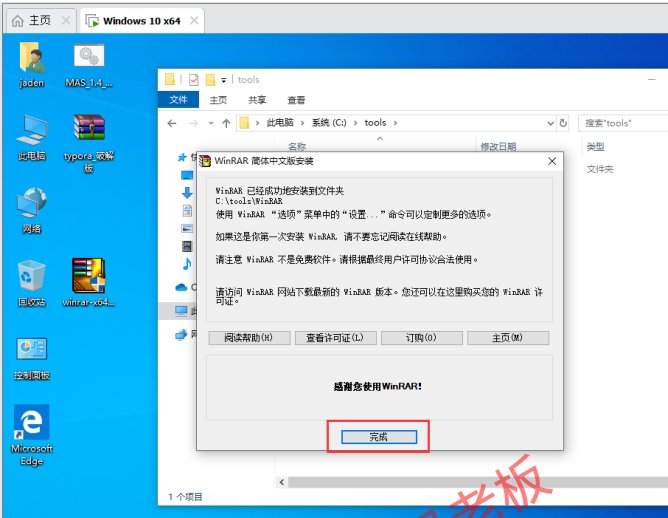 主页
Windows 10 x64
jaden
MAS_1.4_...
此电脑
typora_破解版
网络
回收站
winrar-x64...
控制面板
Microsoft
Edge
tools
文件
主页
共享
查看
此电脑 › 系统 (C:) › tools ›
搜索"tools"
名称
修改日期
类型
文件夹
WinRAR 简体中文版安装
WinRAR 已经成功地安装到文件夹
C:\tools\WinRAR
使用 WinRAR “选项”菜单中的“设置...”命令可以定制更多的选项。
如果这是你第一次安装 WinRAR, 请不要忘记阅读在线帮助。
请注意 WinRAR 不是免费软件。请根据最终用户许可协议合法使用。
请访问 WinRAR 网站下载最新的 WinRAR 版本。您还可以在这里购买您的 WinRAR 许
可证。
阅读帮助(H)
查看许可证(L)
订购(O)
主页(M)
感谢您使用WinRAR!
完成
1 个项目
老板